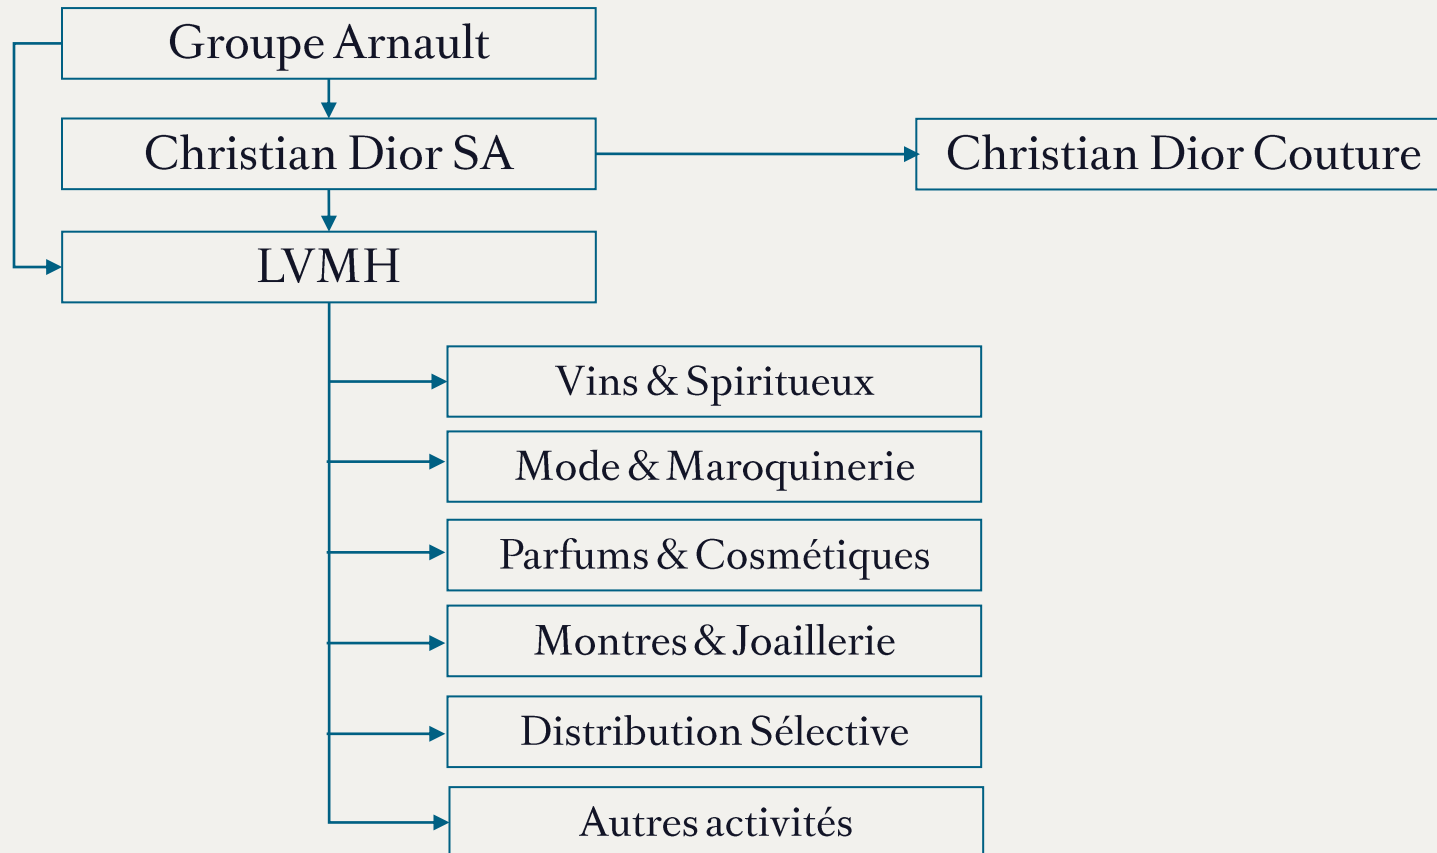 Groupe Arnault
Christian Dior SA
Christian Dior Couture
LVMH
Vins & Spiritueux
Mode & Maroquinerie
Parfums & Cosmétiques
Montres & Joaillerie
Distribution Sélective
Autres activités